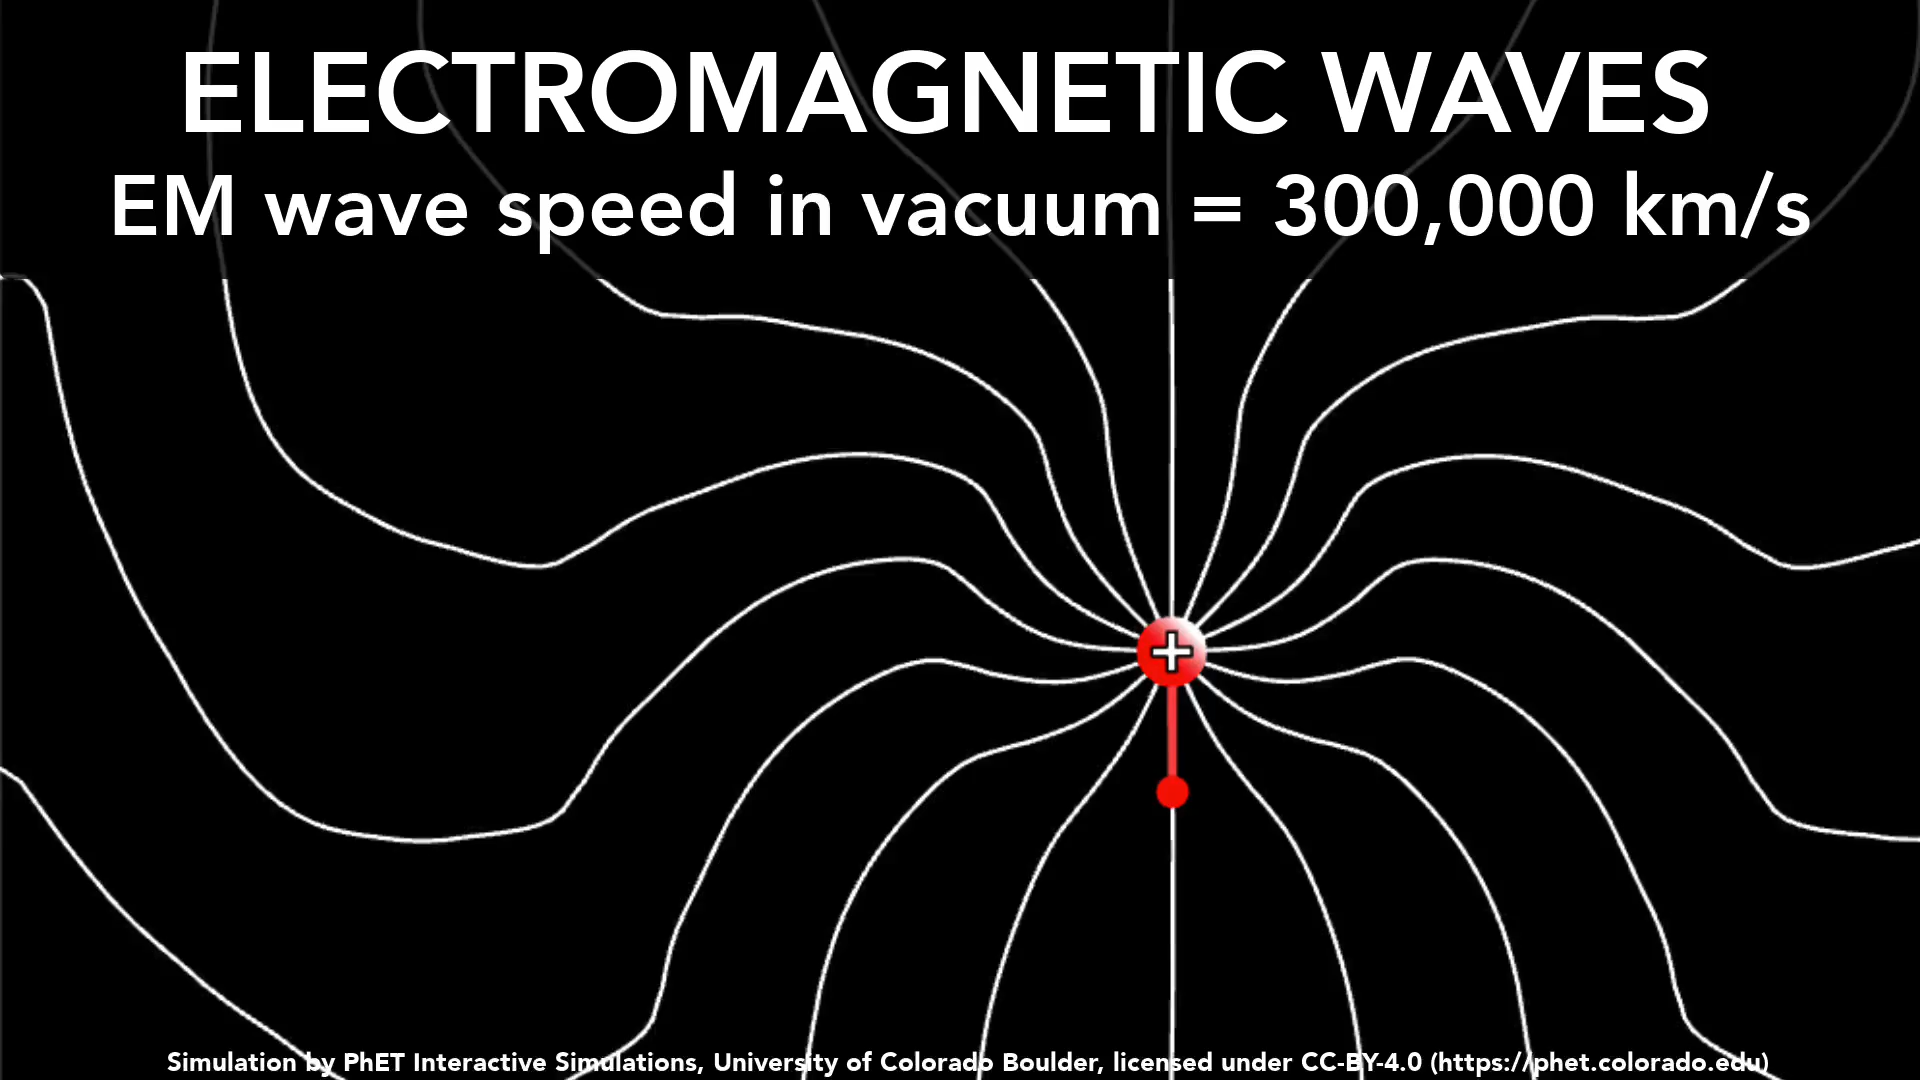 ELECTROMAGNETIC WAVES
EM wave speed in vacuum = 300,000 km/s
+
Simulation by PhET Interactive Simulations, University of Colorado Boulder, licensed under CC-BY-4.0 (https://phet.colorado.edu)